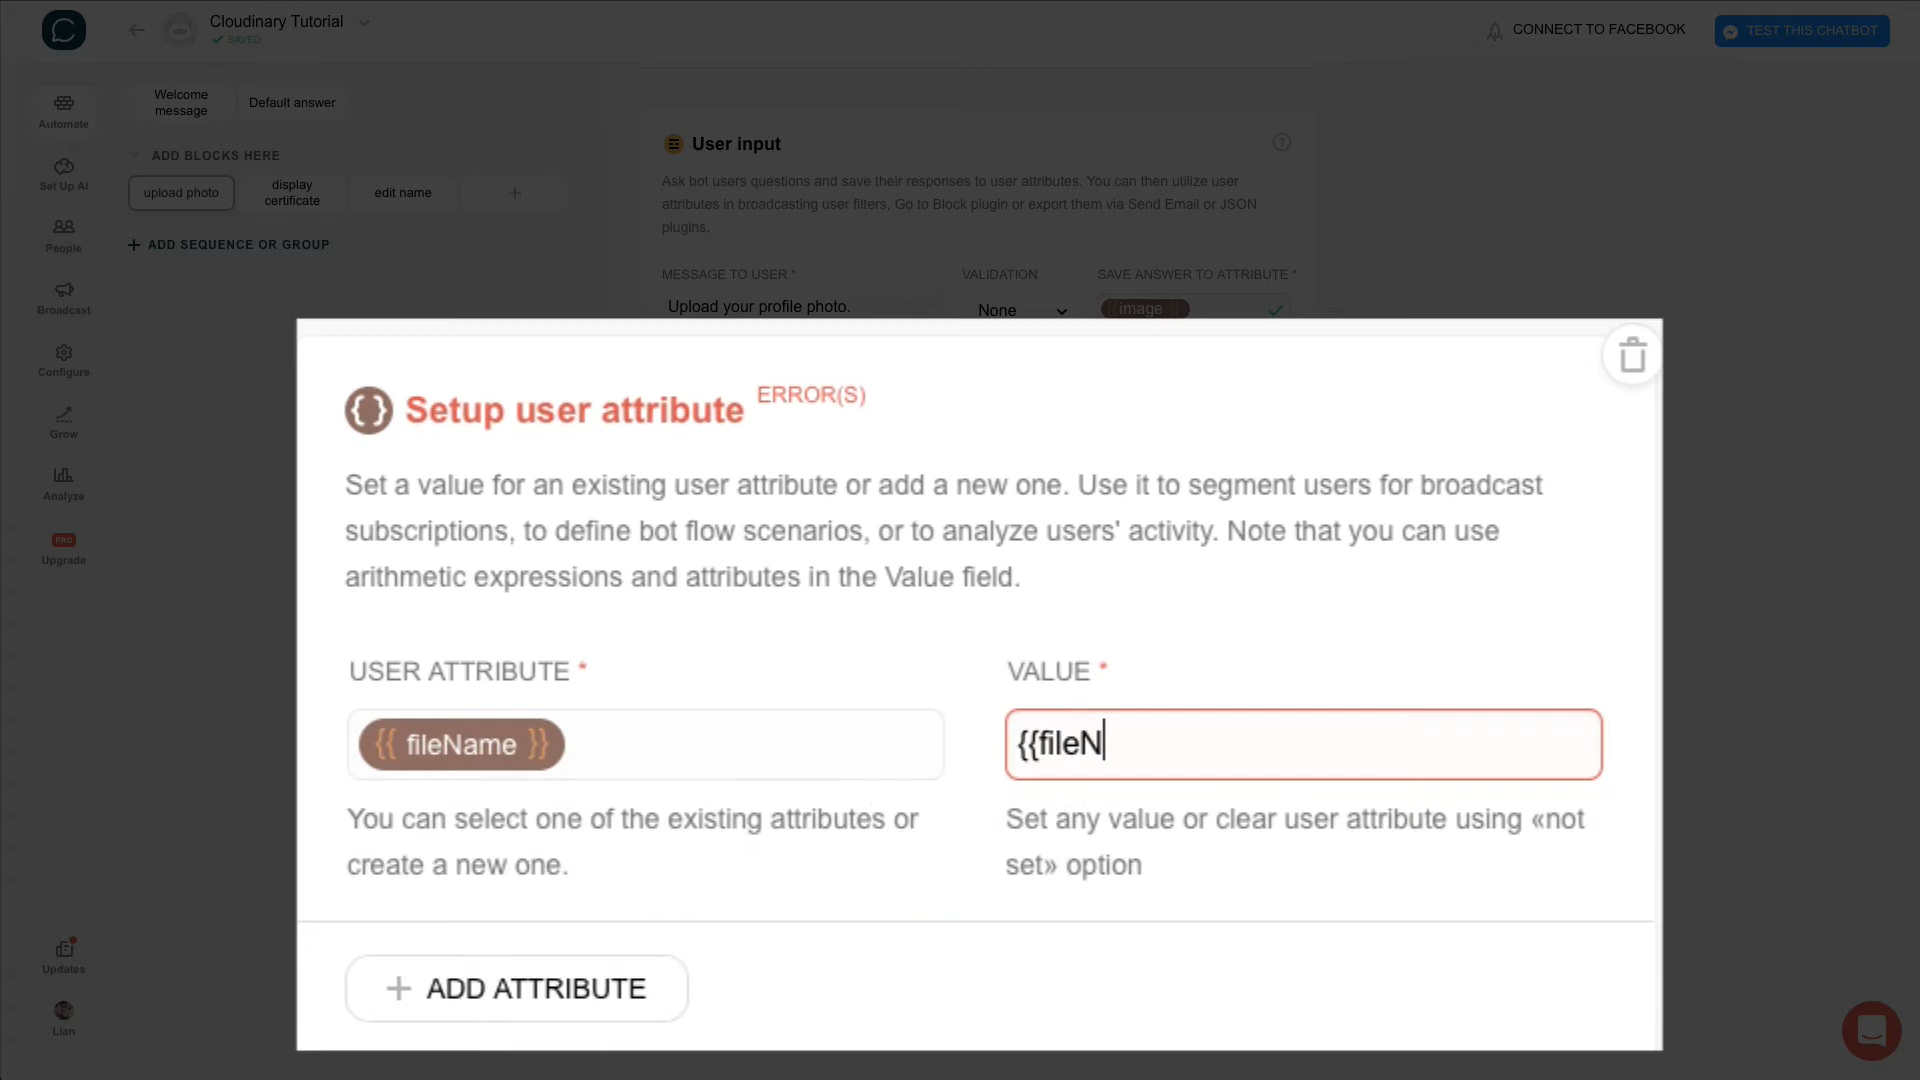 Cloudinary Tutorial
SAVED
CONNECT TO FACEBOOK
TEST THIS CHATBOT
Automate
Set Up AI
People
Broadcast
Configure
Grow
Analyze
PRO
Upgrade
Updates
Lian
Welcome
message
Default answer
ADD BLOCKS HERE
upload photo
display
certificate
edit name
+
+ ADD SEQUENCE OR GROUP
User input
?
Ask bot users questions and save their responses to user attributes. You can then utilize user
attributes in broadcasting user filters, Go to Block plugin or export them via Send Email or JSON
plugins.
MESSAGE TO USER *
VALIDATION
SAVE ANSWER TO ATTRIBUTE *
Upload your profile photo.
None
{{ image }}
{} Setup user attribute ERROR(S)
Set a value for an existing user attribute or add a new one. Use it to segment users for broadcast
subscriptions, to define bot flow scenarios, or to analyze users' activity. Note that you can use
arithmetic expressions and attributes in the Value field.
USER ATTRIBUTE *
VALUE *
{{ fileName }}
{{fileN
You can select one of the existing attributes or
create a new one.
Set any value or clear user attribute using «not
set» option
+ ADD ATTRIBUTE